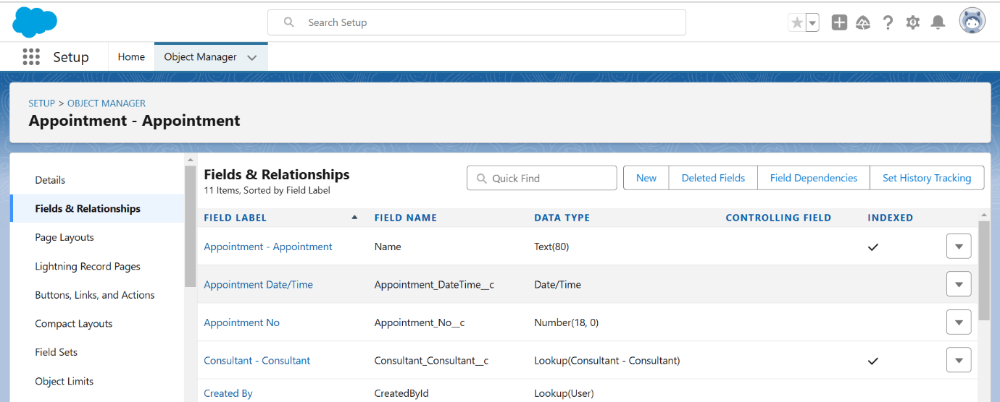 Search Setup
Setup Home Object Manager
SETUP > OBJECT MANAGER
Appointment - Appointment
Details
Fields & Relationships
Page Layouts
Lightning Record Pages
Buttons, Links, and Actions
Compact Layouts
Field Sets
Object Limits
Fields & Relationships
11 Items, Sorted by Field Label
Quick Find New Deleted Fields Field Dependencies Set History Tracking
FIELD LABEL FIELD NAME DATA TYPE CONTROLLING FIELD INDEXED
Appointment - Appointment Name Text(80)
Appointment Date/Time Appointment_DateTime__c Date/Time
Appointment No Appointment_No__c Number(18, 0)
Consultant - Consultant Consultant_Consultant__c Lookup(Consultant - Consultant)
Created By CreatedById Lookup(User)